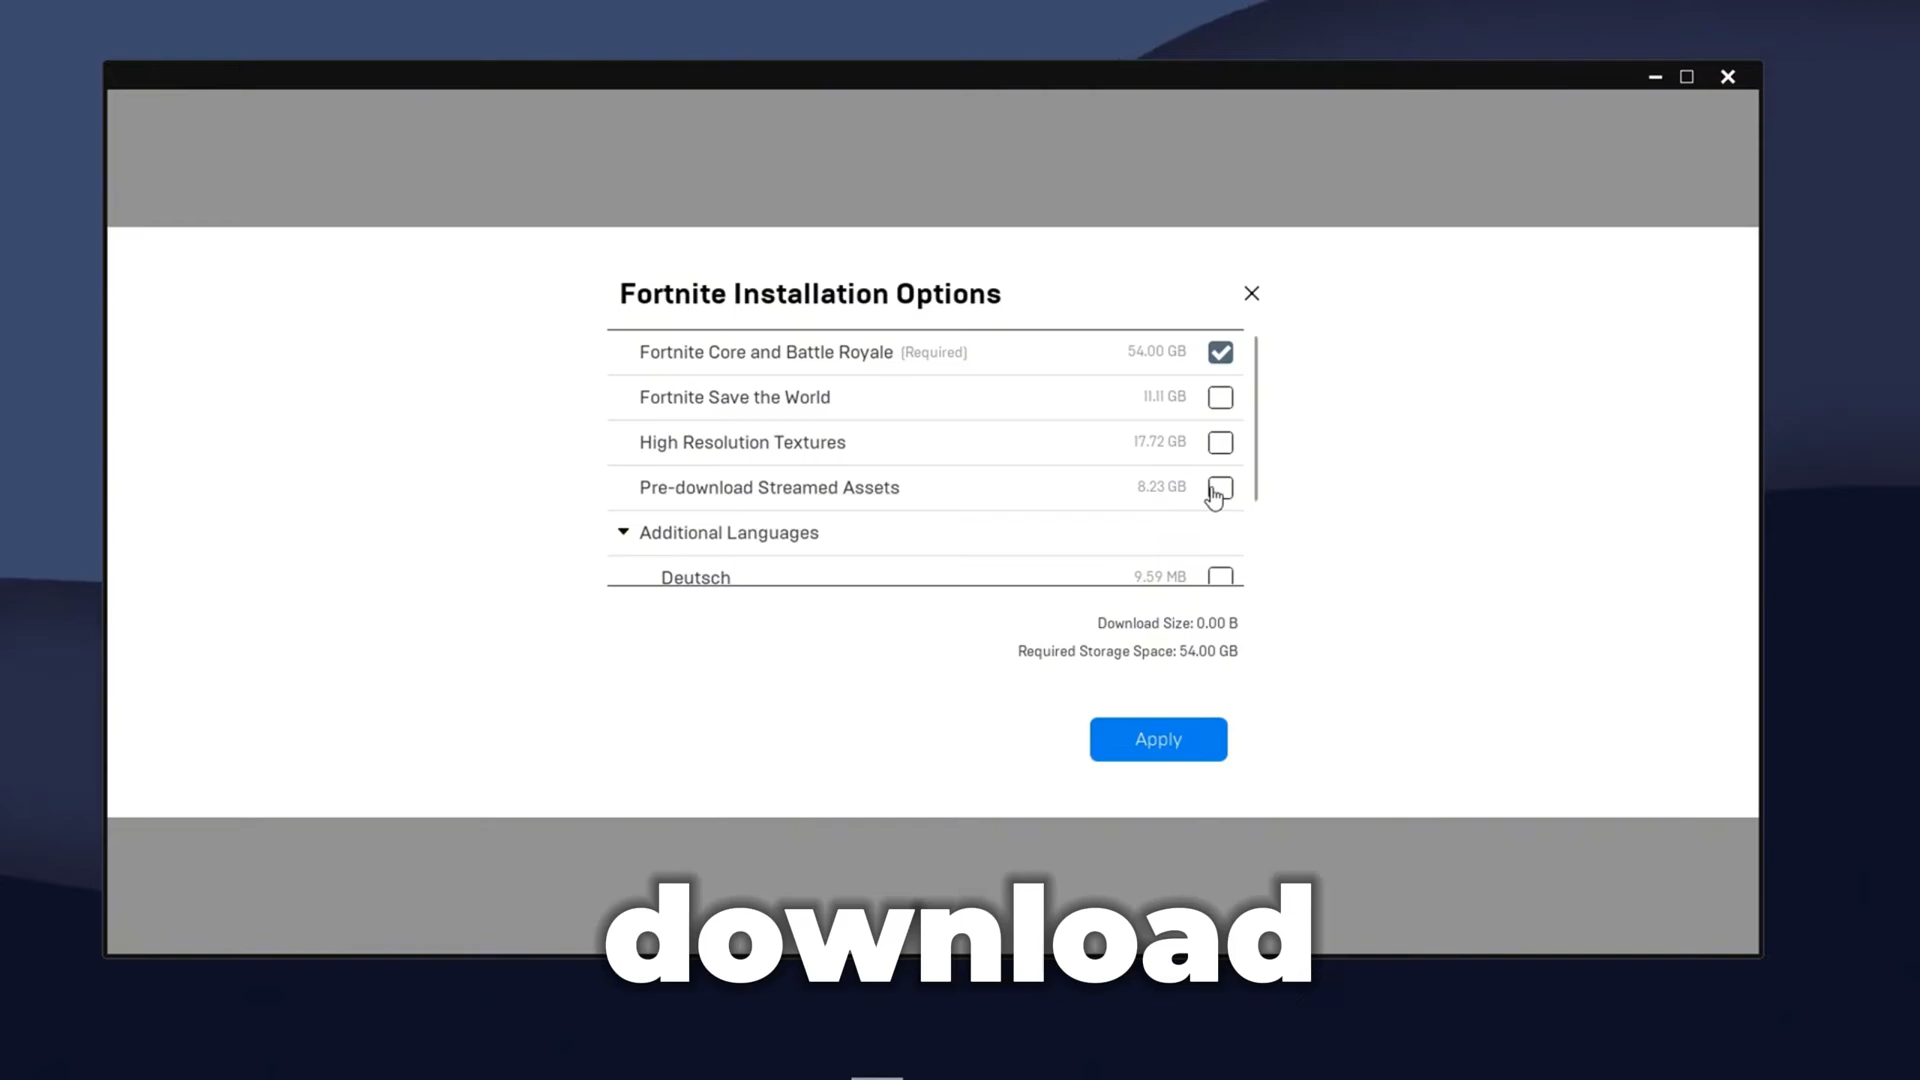 Fortnite Installation Options
Fortnite Core and Battle Royale (Required) 54.00 GB
Fortnite Save the World 11.11 GB
High Resolution Textures 17.72 GB
Pre-download Streamed Assets 8.23 GB
Additional Languages
Deutsch 9.59 MB
Download Size: 0.00 B
Required Storage Space: 54.00 GB
Apply
download